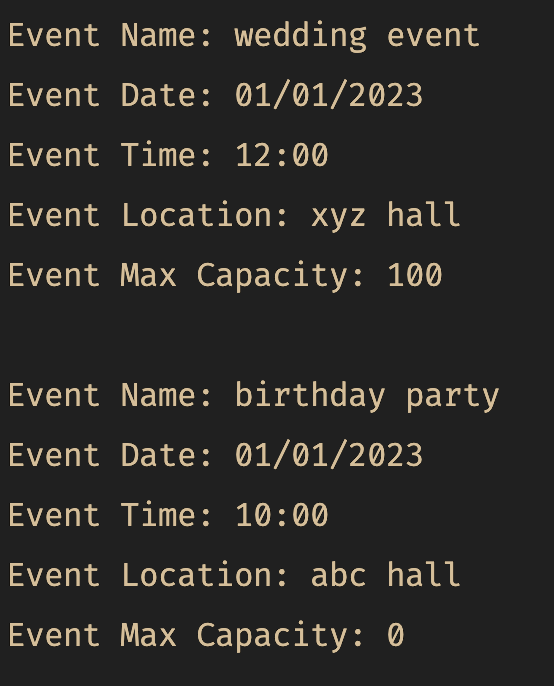 Event Name: wedding event
Event Date: 01/01/2023
Event Time: 12:00
Event Location: xyz hall
Event Max Capacity: 100
Event Name: birthday party
Event Date: 01/01/2023
Event Time: 10:00
Event Location: abc hall
Event Max Capacity: 0